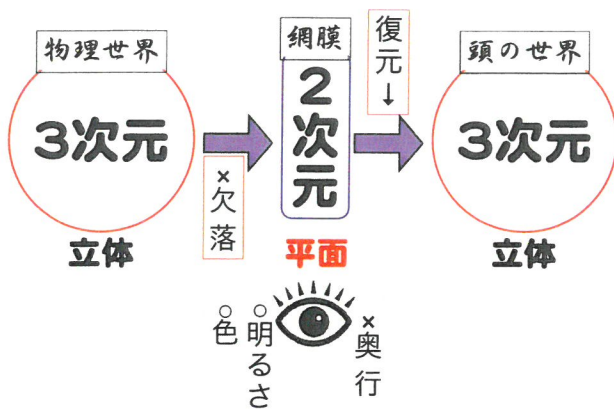 物理世界
3次元
立体
×欠落
網膜
2次元
平面
復元↓
頭の世界
3次元
立体
○色
○明るさ
×奥行